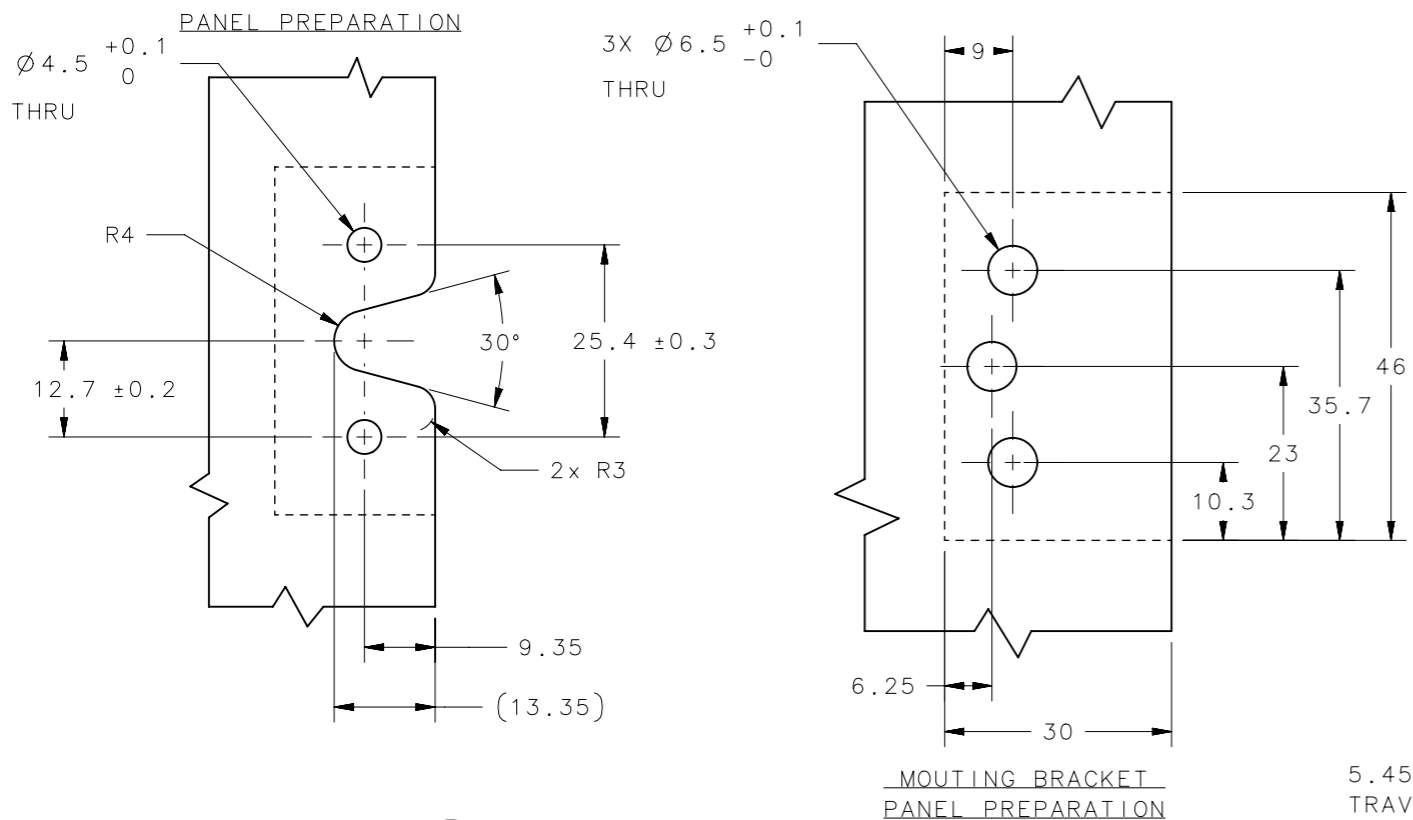 PANEL PREPARATION
Ø4.5 +0.1 0
THRU
R4
30°
25.4 ±0.3
12.7 ±0.2
2x R3
9.35
(13.35)
3X Ø6.5 +0.1 -0
THRU
9
46
35.7
23
10.3
6.25
30
MOUTING BRACKET
PANEL PREPARATION
5.45
TRAV